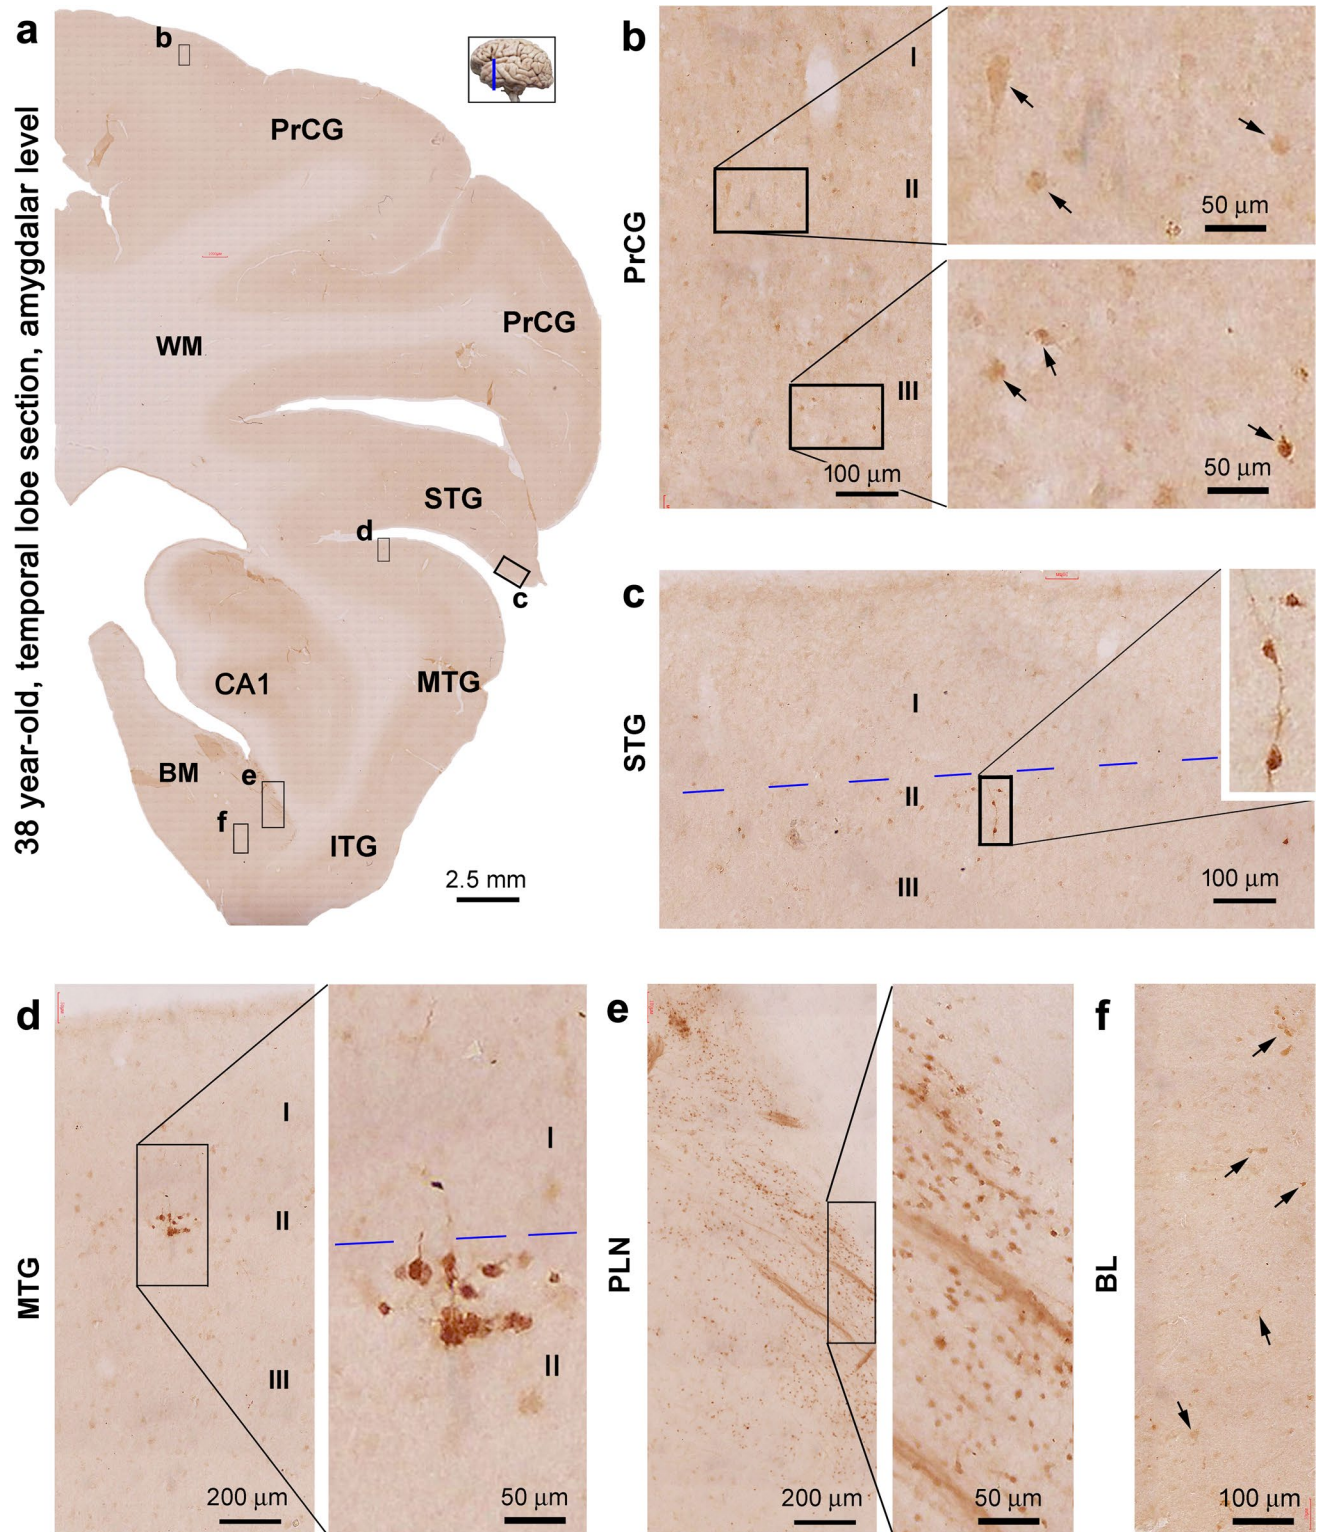 a
38 year-old, temporal lobe section, amygdalar level
b
PrCG
PrCG
WM
STG
d
c
CA1
MTG
BM
e
f
ITG
2.5 mm
b
PrCG
I
II
III
100 μm
50 μm
50 μm
c
STG
I
II
III
100 μm
d
MTG
I
II
III
200 μm
I
II
50 μm
e
PLN
200 μm
50 μm
f
BL
100 μm